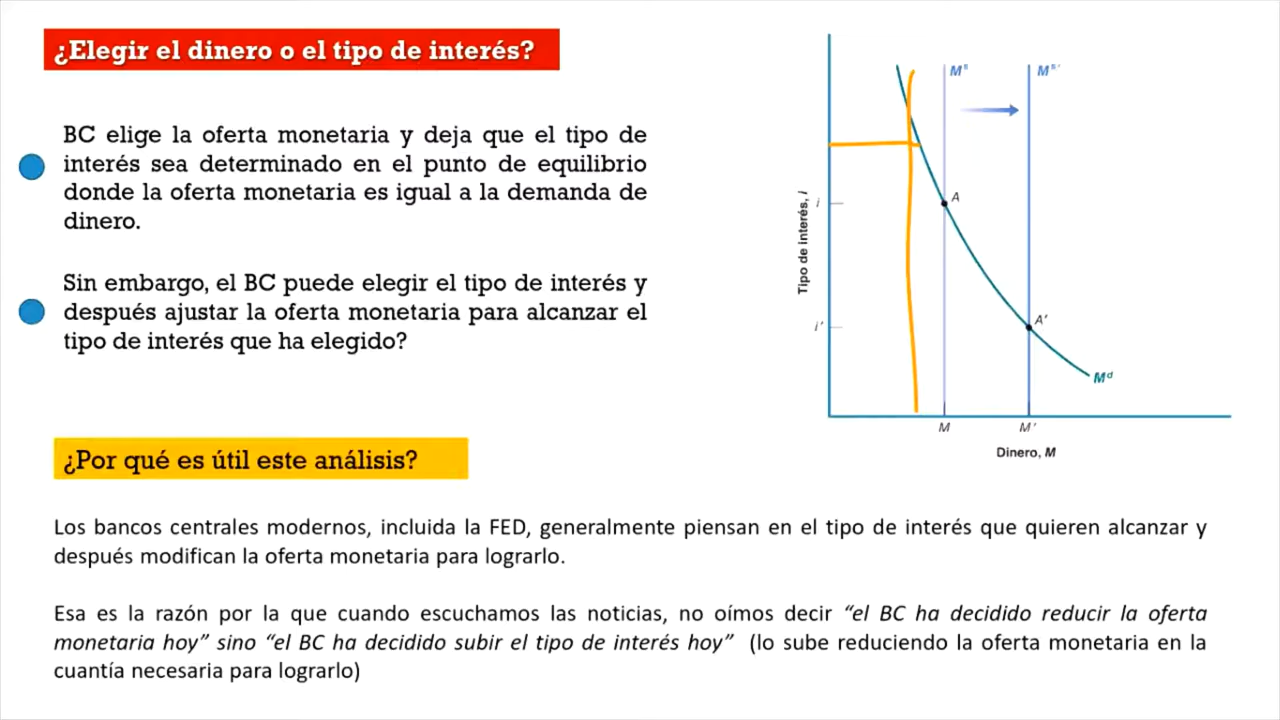 ¿Elegir el dinero o el tipo de interés?
BC elige la oferta monetaria y deja que el tipo de
interés sea determinado en el punto de equilibrio
donde la oferta monetaria es igual a la demanda de
dinero.
Sin embargo, el BC puede elegir el tipo de interés y
después ajustar la oferta monetaria para alcanzar el
tipo de interés que ha elegido?
Mˢ
Mˢ′
Tipo de interés, i
i
A
i′
A′
Mᵈ
M
M′
Dinero, M
¿Por qué es útil este análisis?
Los bancos centrales modernos, incluida la FED, generalmente piensan en el tipo de interés que quieren alcanzar y
después modifican la oferta monetaria para lograrlo.
Esa es la razón por la que cuando escuchamos las noticias, no oímos decir “el BC ha decidido reducir la oferta
monetaria hoy” sino “el BC ha decidido subir el tipo de interés hoy” (lo sube reduciendo la oferta monetaria en la
cuantía necesaria para lograrlo)